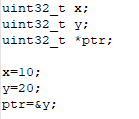 uint32_t x;
uint32_t y;
uint32_t *ptr;
x=10;
y=20;
ptr=&y;